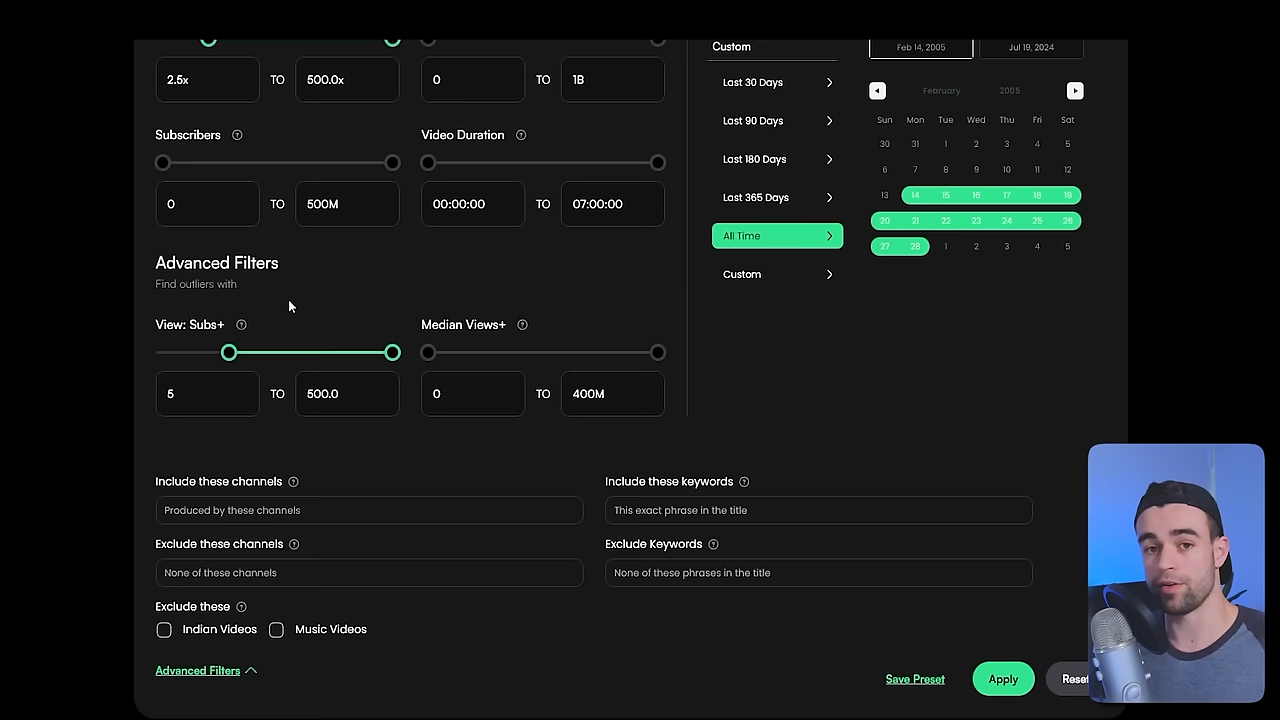 2.5x TO 500.0x 0 TO 1B
Subscribers Video Duration
0 TO 500M 00:00:00 TO 07:00:00
Advanced Filters
Find outliers with
View: Subs+ Median Views+
5 TO 500.0 0 TO 400M
Custom
Last 30 Days
Last 90 Days
Last 180 Days
Last 365 Days
All Time
Custom
Feb 14, 2005 Jul 19, 2024
February 2005
Sun Mon Tue Wed Thu Fri Sat
30 31 1 2 3 4 5
6 7 8 9 10 11 12
13 14 15 16 17 18 19
20 21 22 23 24 25 26
27 28 1 2 3 4 5
Include these channels Include these keywords
Produced by these channels This exact phrase in the title
Exclude these channels Exclude Keywords
None of these channels None of these phrases in the title
Exclude these
Indian Videos Music Videos
Advanced Filters Save Preset Apply Reset